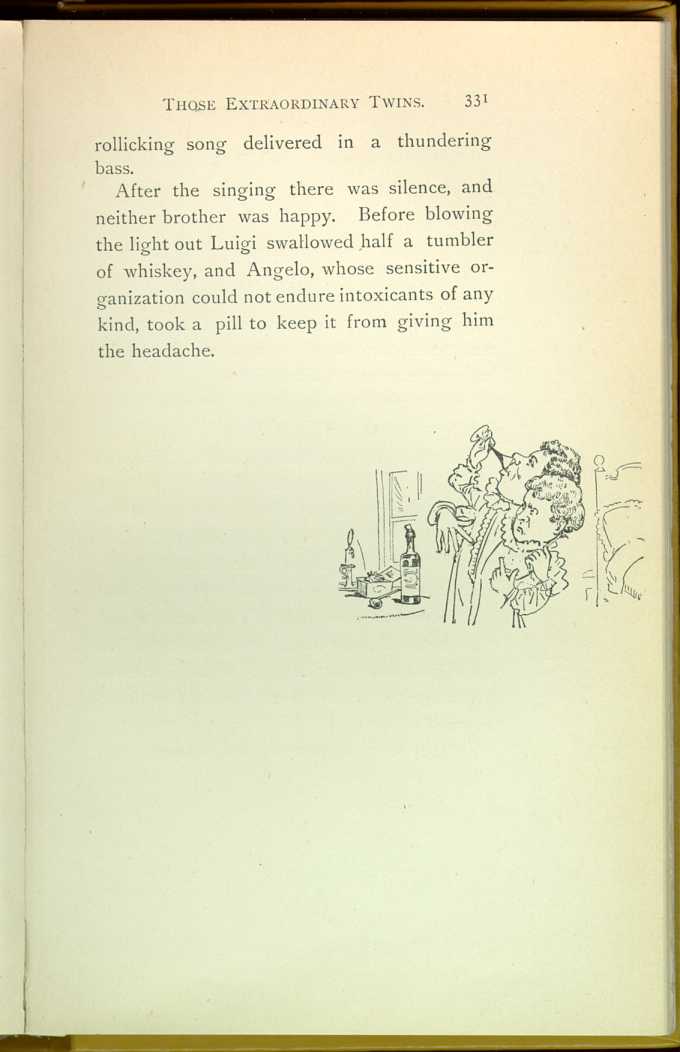 THOSE EXTRAORDINARY TWINS. 331
rollicking song delivered in a thundering
bass.
After the singing there was silence, and
neither brother was happy. Before blowing
the light out Luigi swallowed half a tumbler
of whiskey, and Angelo, whose sensitive or-
ganization could not endure intoxicants of any
kind, took a pill to keep it from giving him
the headache.